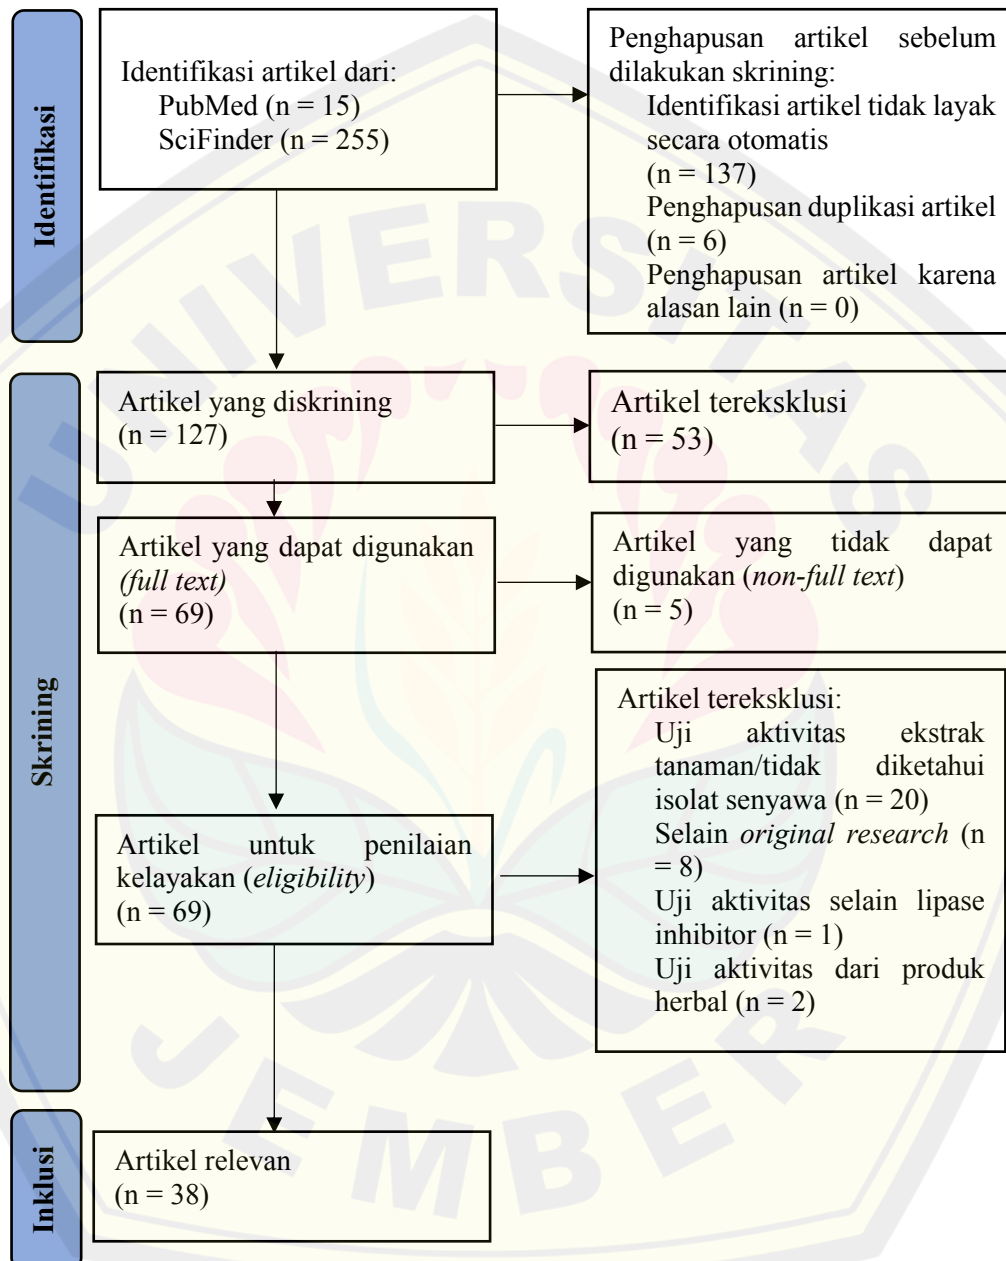 Identifikasi
Identifikasi artikel dari:
PubMed (n = 15)
SciFinder (n = 255)
Penghapusan artikel sebelum
dilakukan skrining:
Identifikasi artikel tidak layak
secara otomatis
(n = 137)
Penghapusan duplikasi artikel
(n = 6)
Penghapusan artikel karena
alasan lain (n = 0)
Skrining
Artikel yang diskrining
(n = 127)
Artikel tereksklusi
(n = 53)
Artikel yang dapat digunakan
(full text)
(n = 69)
Artikel yang tidak dapat
digunakan (non-full text)
(n = 5)
Artikel untuk penilaian
kelayakan (eligibility)
(n = 69)
Artikel tereksklusi:
Uji aktivitas ekstrak
tanaman/tidak diketahui
isolat senyawa (n = 20)
Selain original research (n
= 8)
Uji aktivitas selain lipase
inhibitor (n = 1)
Uji aktivitas dari produk
herbal (n = 2)
Inklusi
Artikel relevan
(n = 38)
UNIVERSITAS
JEMBER